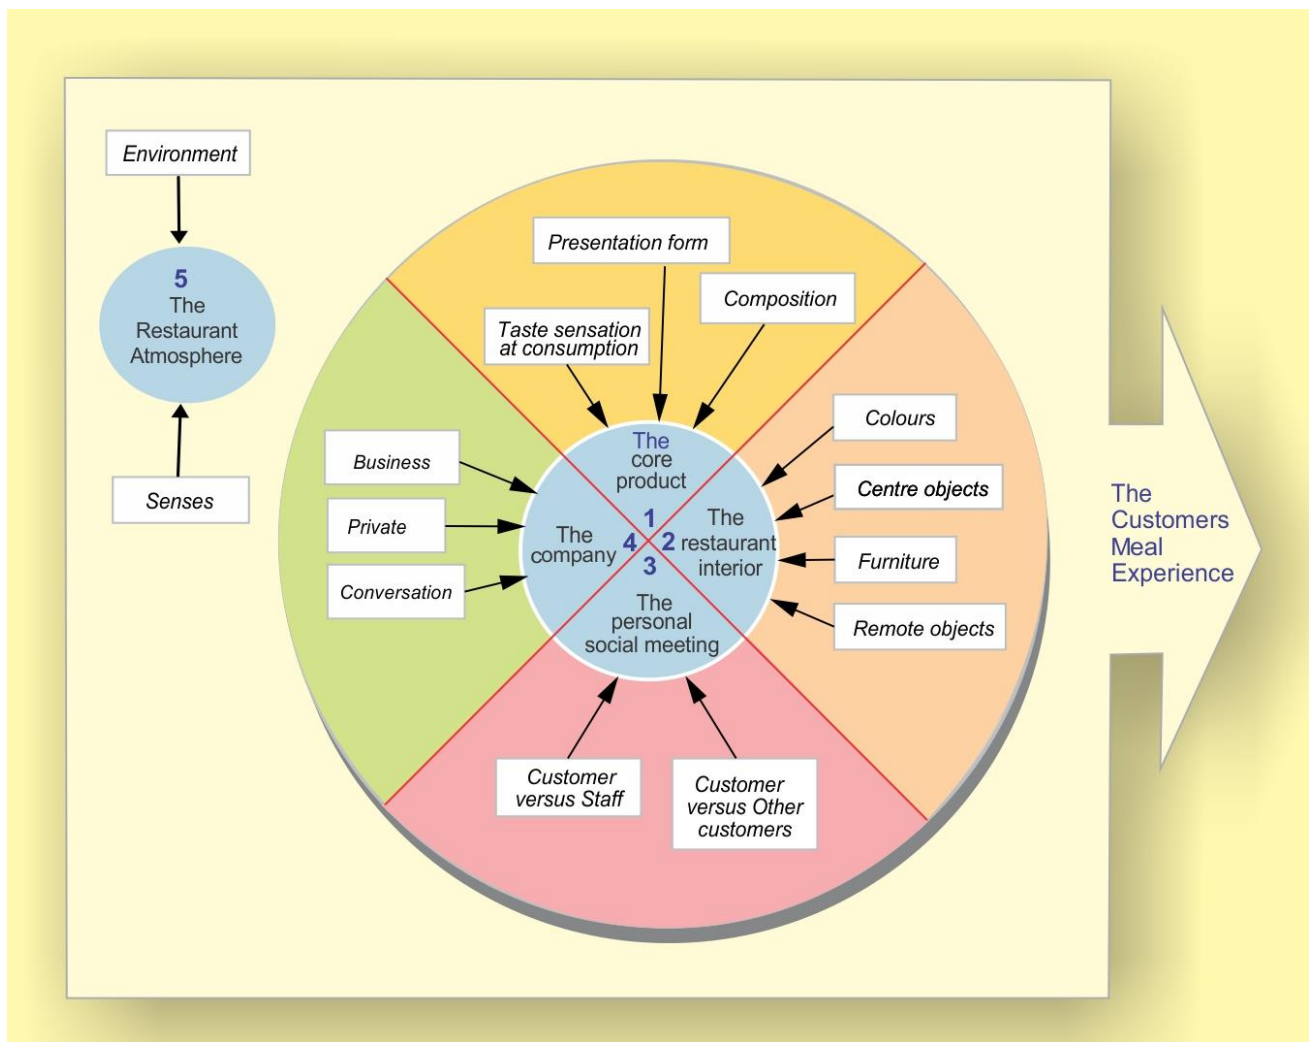 Environment
5
The
Restaurant
Atmosphere
Senses
Presentation form
Composition
Taste sensation
at consumption
Colours
Centre objects
Furniture
Remote objects
Business
Private
Conversation
The
core
product
1
The
restaurant
interior
2
3
The
personal
social meeting
The
company
4
Customer
versus Staff
Customer
versus Other
customers
The
Customers
Meal
Experience